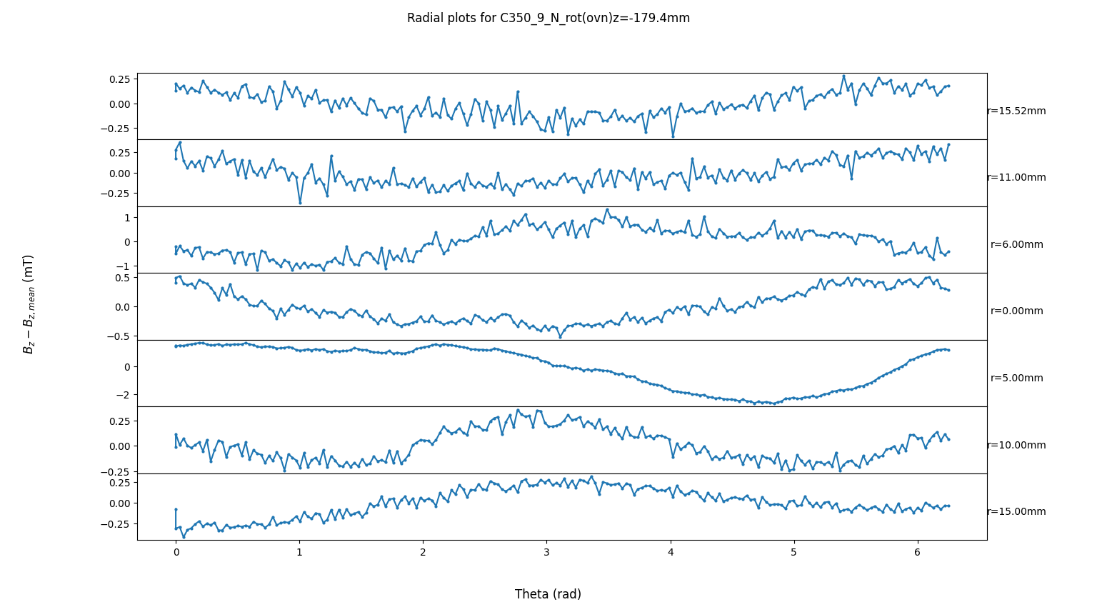 Radial plots for C350_9_N_rot(ovn)z=-179.4mm
0.25
0.00
−0.25
r=15.52mm
0.25
0.00
−0.25
r=11.00mm
1
0
−1
r=6.00mm
0.5
0.0
−0.5
r=0.00mm
0
−2
r=5.00mm
0.25
0.00
−0.25
r=10.00mm
0.25
0.00
−0.25
r=15.00mm
B_z − B_{z,mean} (mT)
0 1 2 3 4 5 6
Theta (rad)